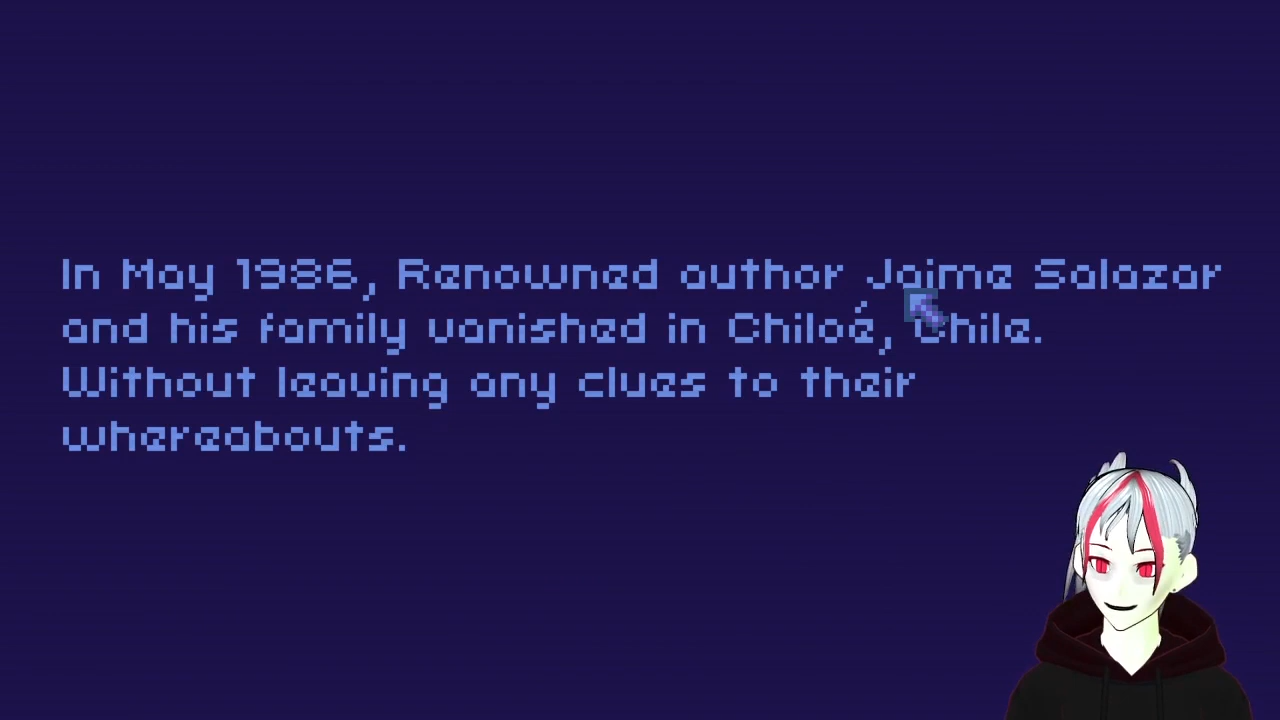 In May 1986, Renowned author Jaime Salazar
and his family vanished in Chiloé, Chile.
Without leaving any clues to their
whereabouts.